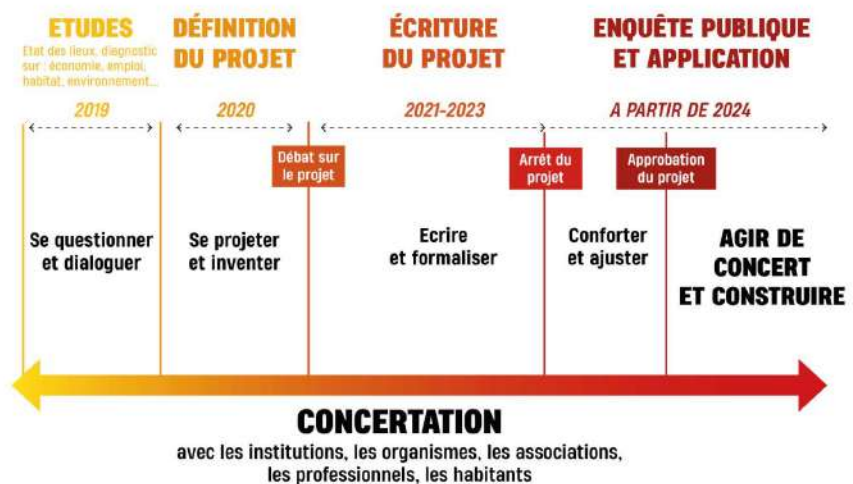 ETUDES
Etat des lieux, diagnostic
sur : économie, emploi,
habitat, environnement...
2019
DÉFINITION
DU PROJET
2020
ÉCRITURE
DU PROJET
2021-2023
ENQUÊTE PUBLIQUE
ET APPLICATION
A PARTIR DE 2024
Débat sur
le projet
Arrêt du
projet
Approbation
du projet
Se questionner
et dialoguer
Se projeter
et inventer
Ecrire
et formaliser
Conforter
et ajuster
AGIR DE
CONCERT
ET CONSTRUIRE
CONCERTATION
avec les institutions, les organismes, les associations,
les professionnels, les habitants